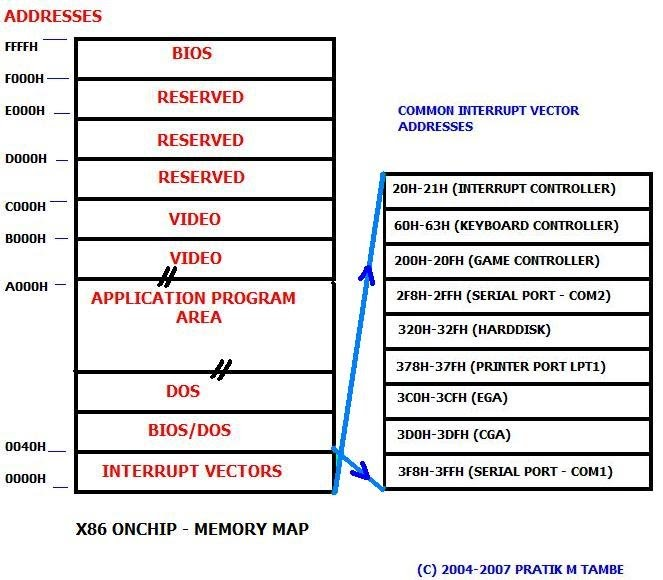 ADDRESSES
FFFFH
BIOS
F000H
RESERVED
E000H
RESERVED
D000H
RESERVED
C000H
VIDEO
B000H
VIDEO
A000H
APPLICATION PROGRAM
AREA
DOS
BIOS/DOS
0040H
INTERRUPT VECTORS
0000H
X86 ONCHIP - MEMORY MAP
COMMON INTERRUPT VECTOR
ADDRESSES
20H-21H (INTERRUPT CONTROLLER)
60H-63H (KEYBOARD CONTROLLER)
200H-20FH (GAME CONTROLLER)
2F8H-2FFH (SERIAL PORT - COM2)
320H-32FH (HARDDISK)
378H-37FH (PRINTER PORT LPT1)
3C0H-3CFH (EGA)
3D0H-3DFH (CGA)
3F8H-3FFH (SERIAL PORT - COM1)
(C) 2004-2007 PRATIK M TAMBE